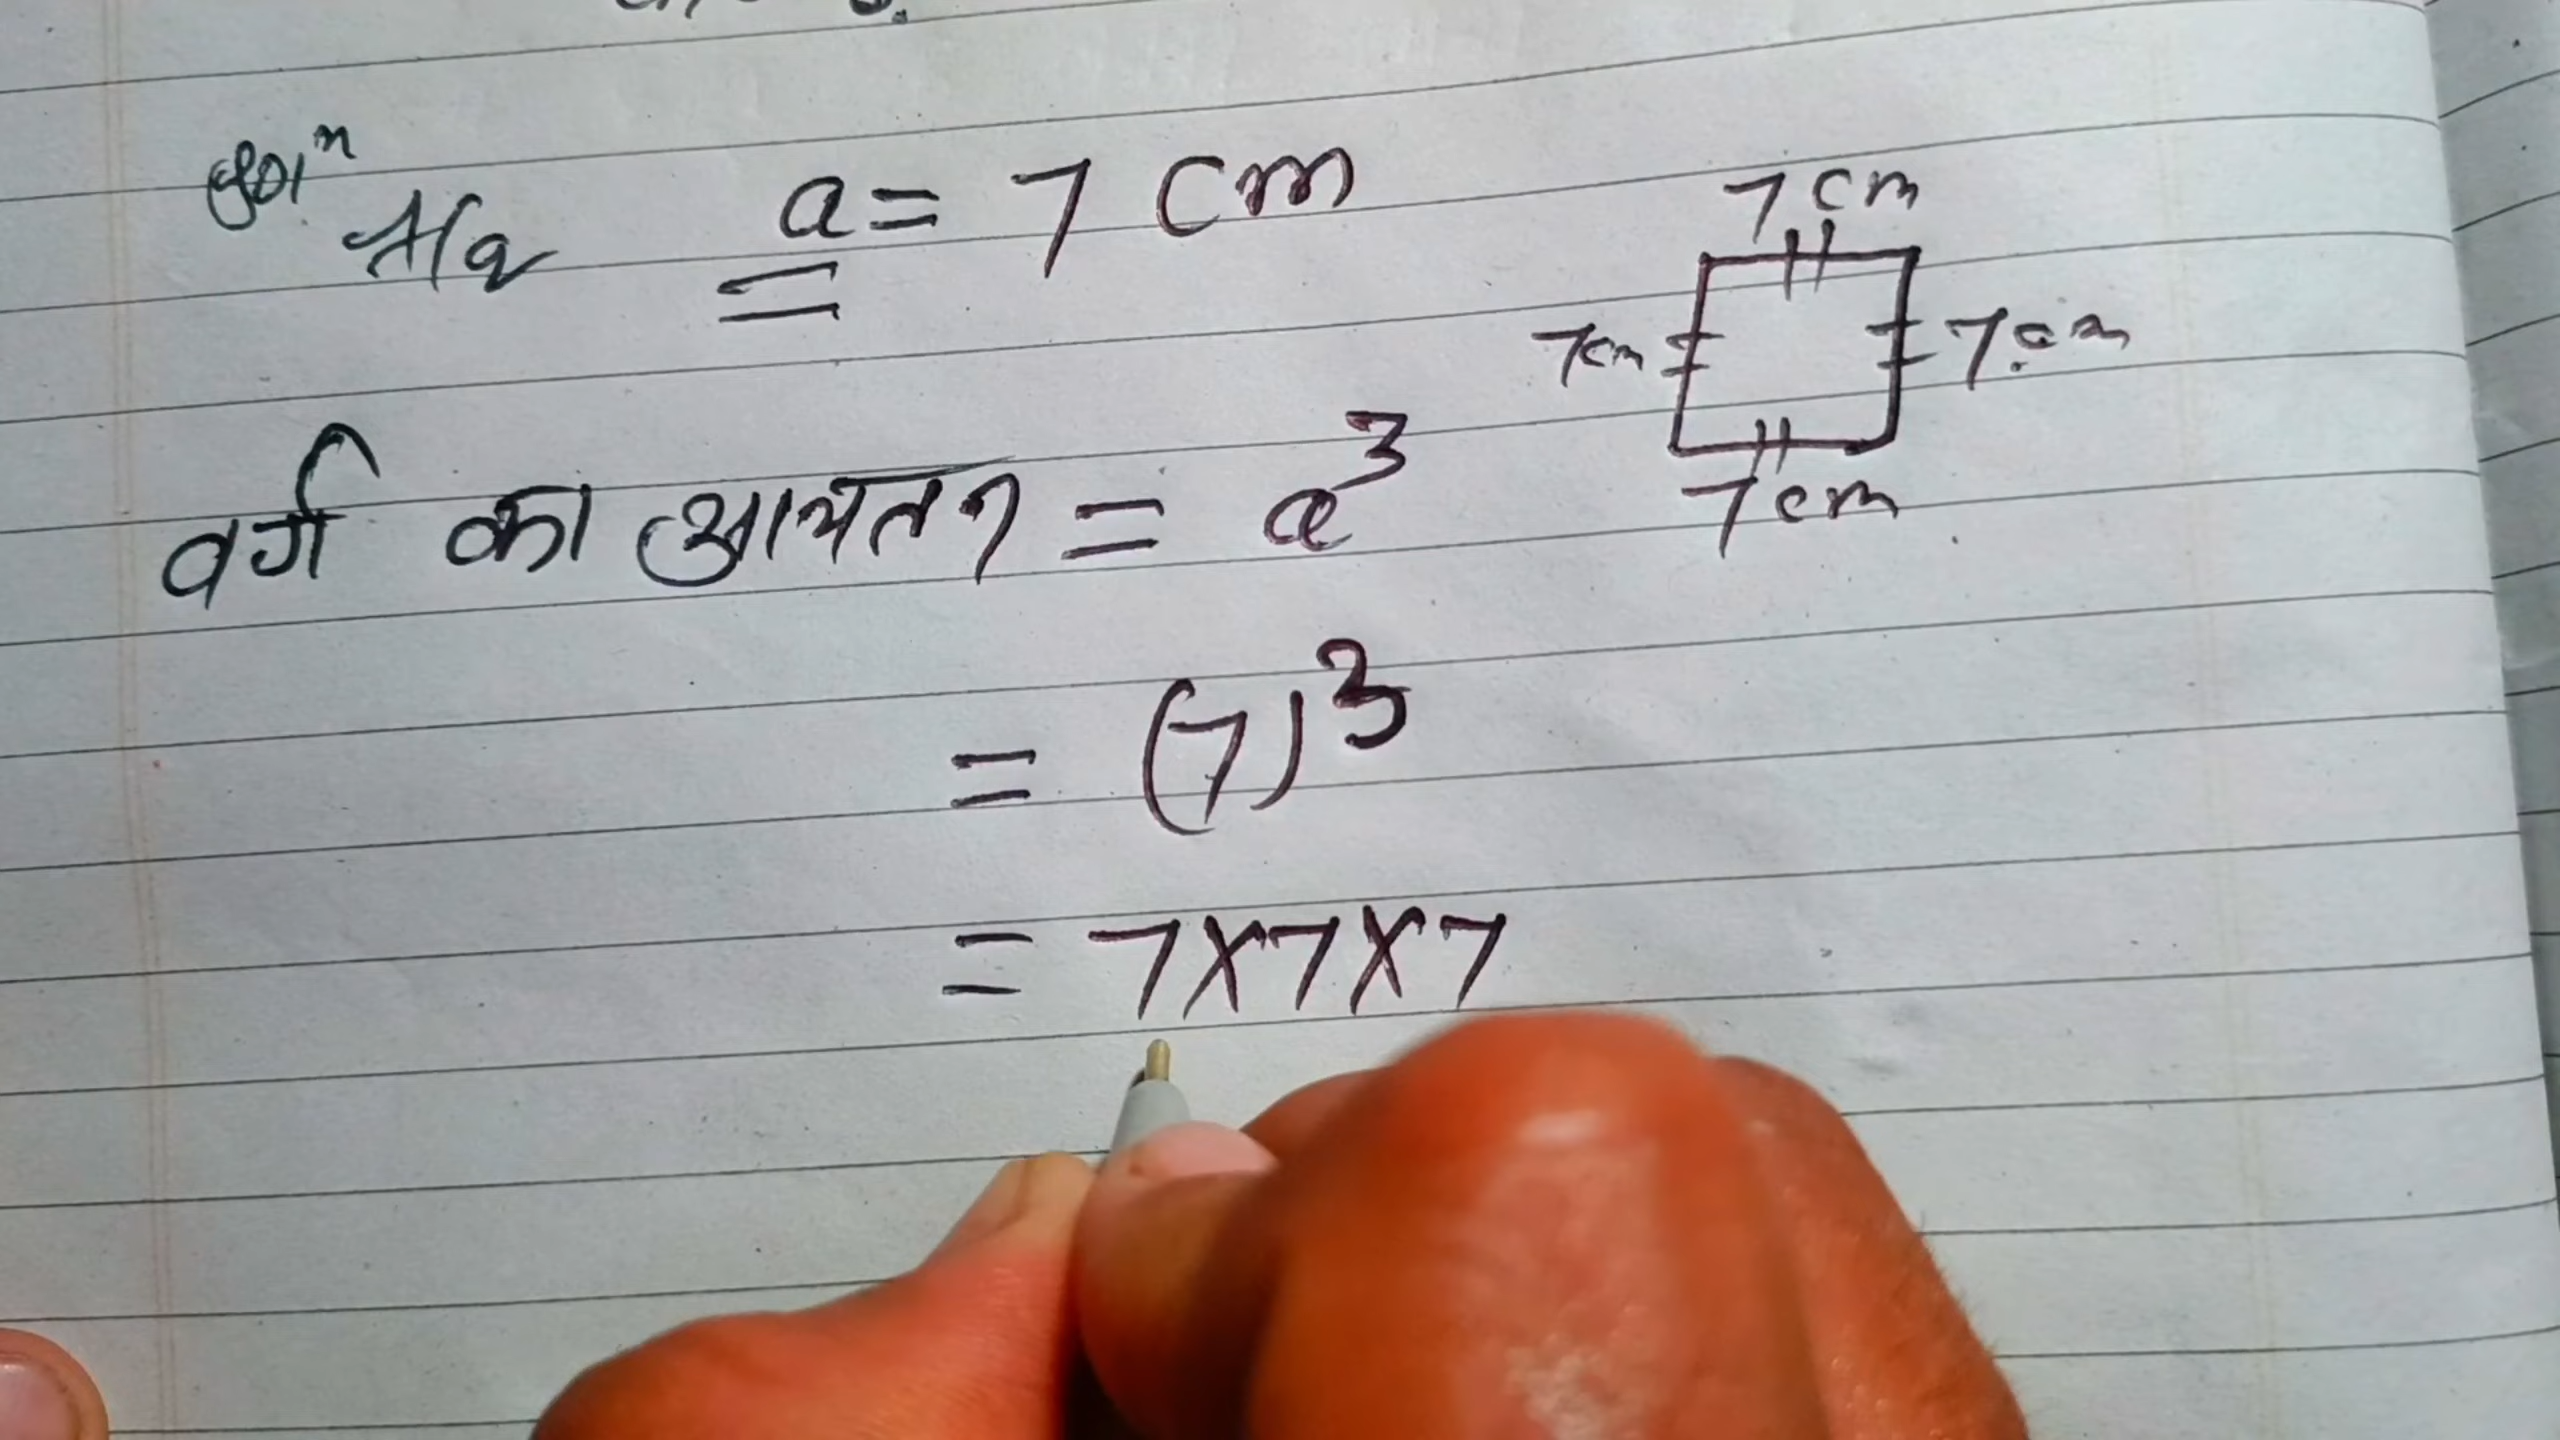 Solⁿ
A/q a = 7 cm
7 cm
7cm 7cm
7cm
वर्ग का आयतन = a³
= (7)³
= 7×7×7